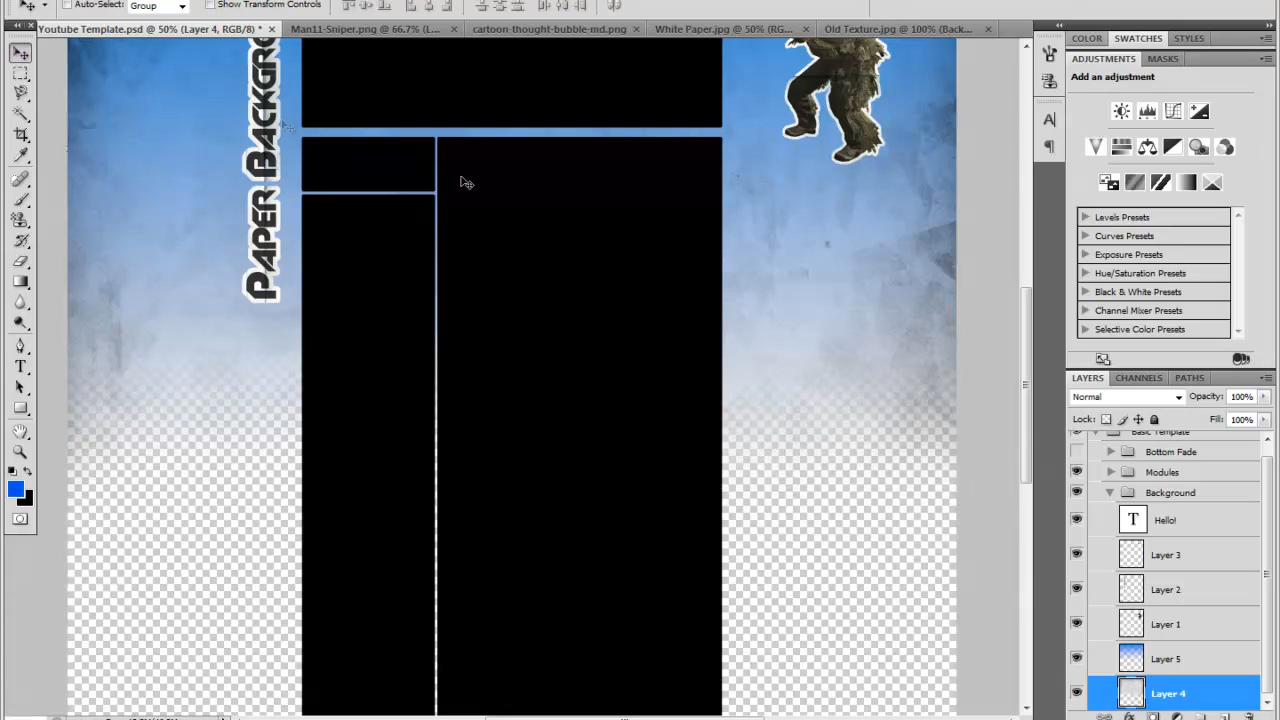 Auto-Select: Group Show Transform Controls
Youtube Template.psd @ 50% (Layer 4, RGB/8) * × Man11-Sniper.png @ 66.7% (L... × cartoon-thought-bubble-md.png × White Paper.jpg @ 50% (RG... × Old Texture.jpg @ 100% (Back... ×
COLOR SWATCHES STYLES
ADJUSTMENTS MASKS
Add an adjustment
Levels Presets
Curves Presets
Exposure Presets
Hue/Saturation Presets
Black & White Presets
Channel Mixer Presets
Selective Color Presets
LAYERS CHANNELS PATHS
Normal Opacity: 100%
Lock: Fill: 100%
Basic Template
Bottom Fade
Modules
Background
T Hello!
Layer 3
Layer 2
Layer 1
Layer 5
Layer 4
PAPER BACKGRO